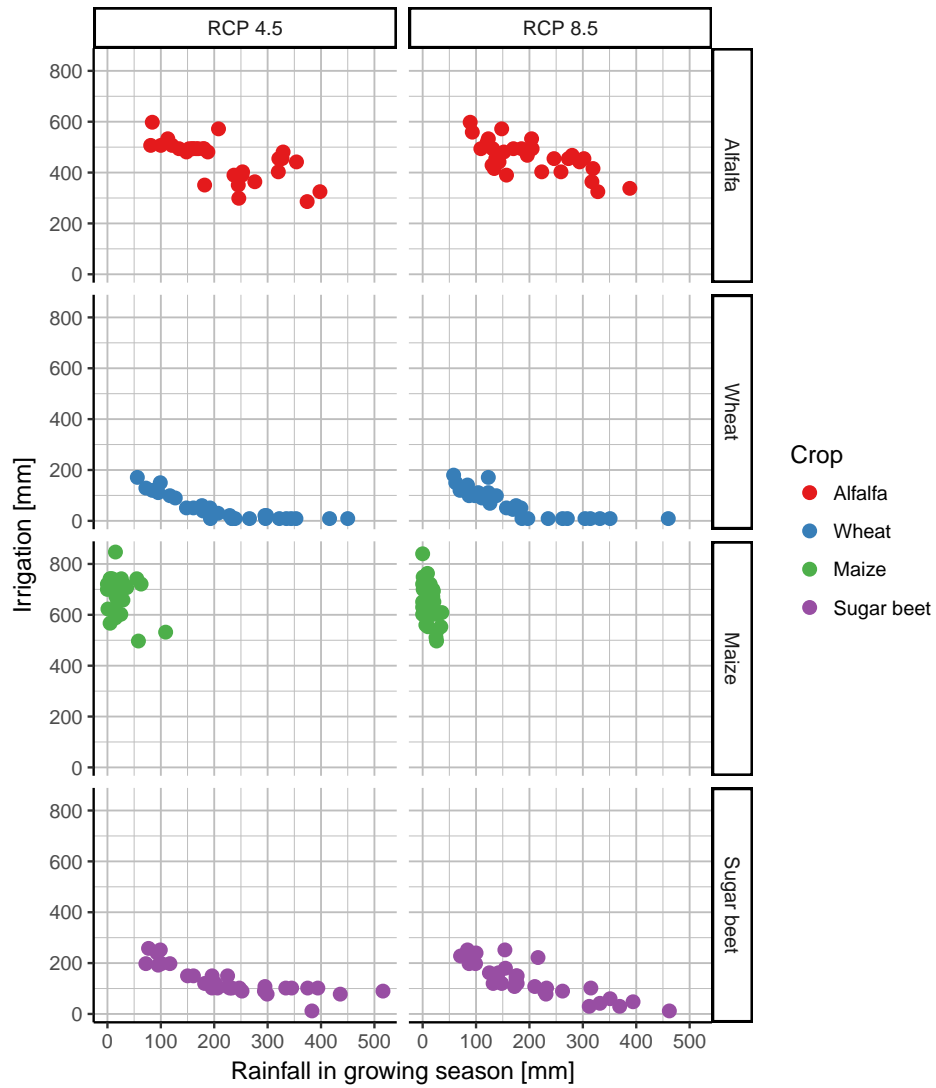 RCP 4.5
RCP 8.5
800
600
400
200
0
Alfalfa
800
600
400
200
0
Wheat
800
600
400
200
0
Maize
800
600
400
200
0
Sugar beet
Irrigation [mm]
0 100 200 300 400 500
0 100 200 300 400 500
Rainfall in growing season [mm]
Crop
Alfalfa
Wheat
Maize
Sugar beet